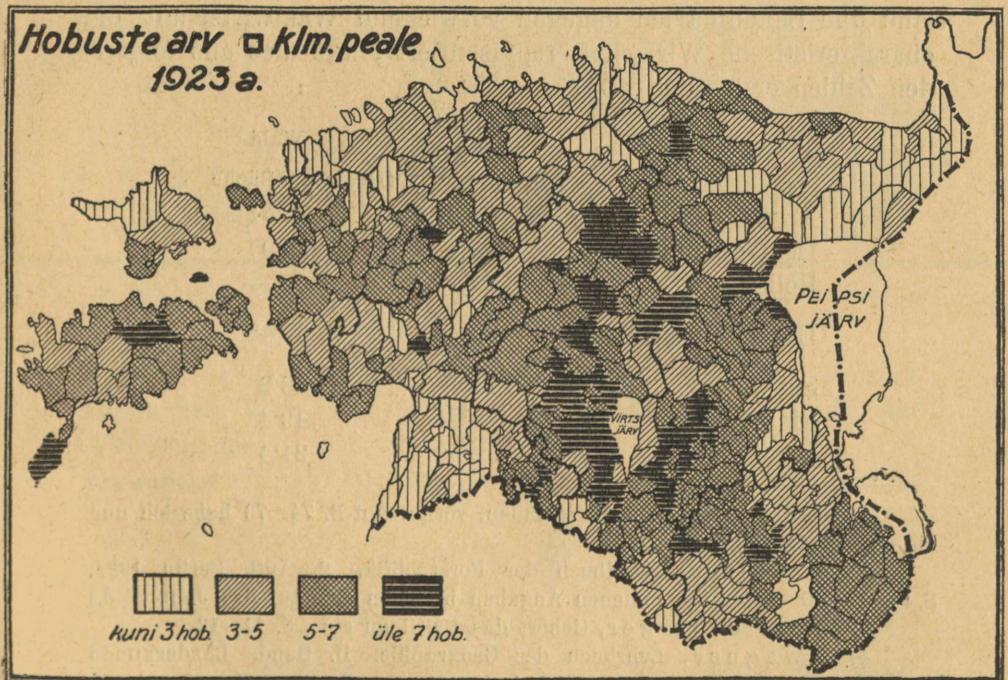 Hobuste arv □ klm. peale
1923 a.
PEIPSI
JÄRV
VIRTS
JÄRV
kuni 3 hob. 3-5 5-7 üle 7 hob.